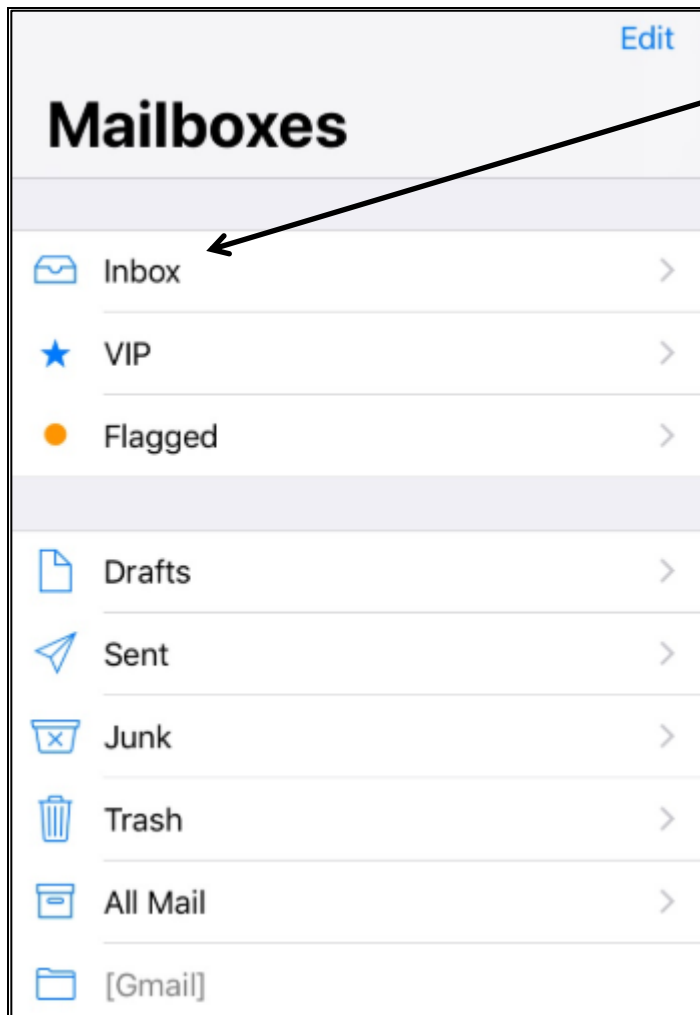 Edit
Mailboxes
Inbox
VIP
Flagged
Drafts
Sent
Junk
Trash
All Mail
[Gmail]